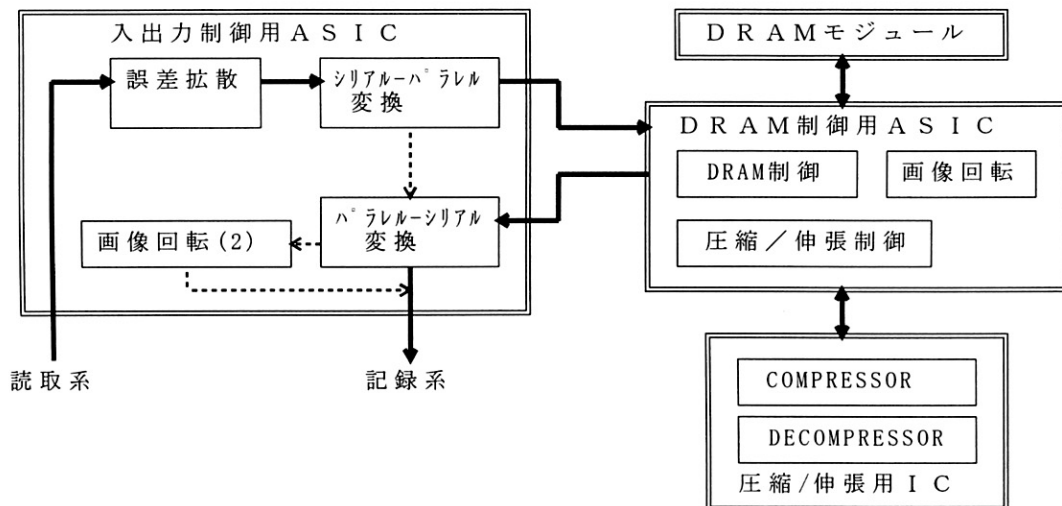 入出力制御用ASIC
誤差拡散
シリアルーパラレル
変換
パラレルーシリアル
変換
画像回転(2)
読取系
記録系
DRAMモジュール
DRAM制御用ASIC
DRAM制御
画像回転
圧縮/伸張制御
COMPRESSOR
DECOMPRESSOR
圧縮/伸張用IC